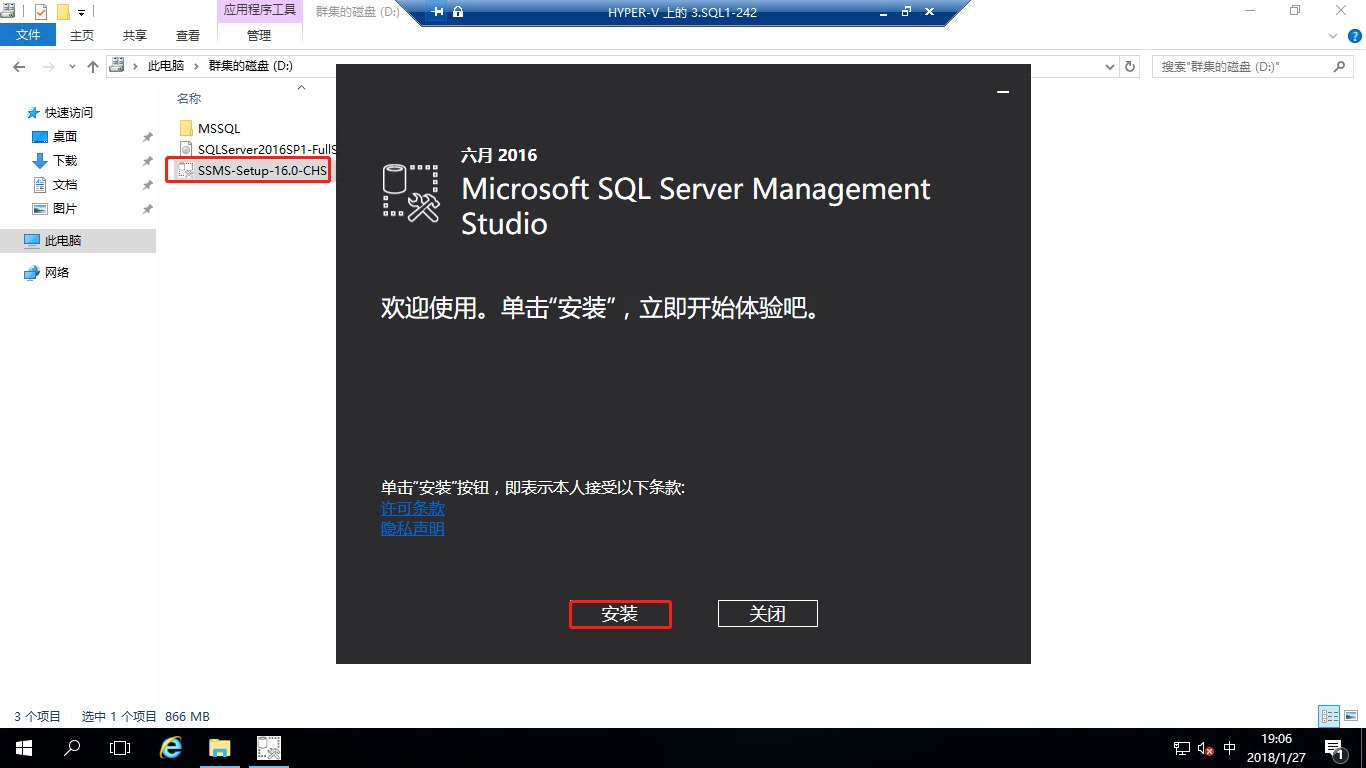 应用程序工具
群集的磁盘 (D:)
HYPER-V 上的 3.SQL1-242
文件
主页
共享
查看
管理
此电脑
群集的磁盘 (D:)
搜索"群集的磁盘 (D:)"
名称
快速访问
桌面
下载
文档
图片
此电脑
网络
MSSQL
SQLServer2016SP1-FullS
SSMS-Setup-16.0-CHS
六月 2016
Microsoft SQL Server Management
Studio
欢迎使用。单击“安装”，立即开始体验吧。
单击“安装”按钮，即表示本人接受以下条款:
许可条款
隐私声明
安装
关闭
3 个项目
选中 1 个项目 866 MB
中
19:06
2018/1/27
1